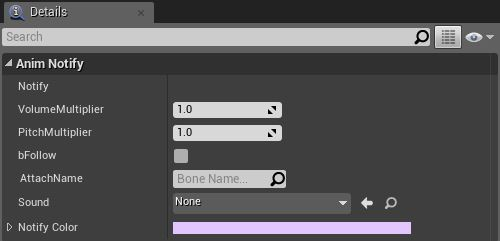 Details
Search
Anim Notify
Notify
VolumeMultiplier 1.0
PitchMultiplier 1.0
bFollow
AttachName Bone Name...
Sound None
Notify Color